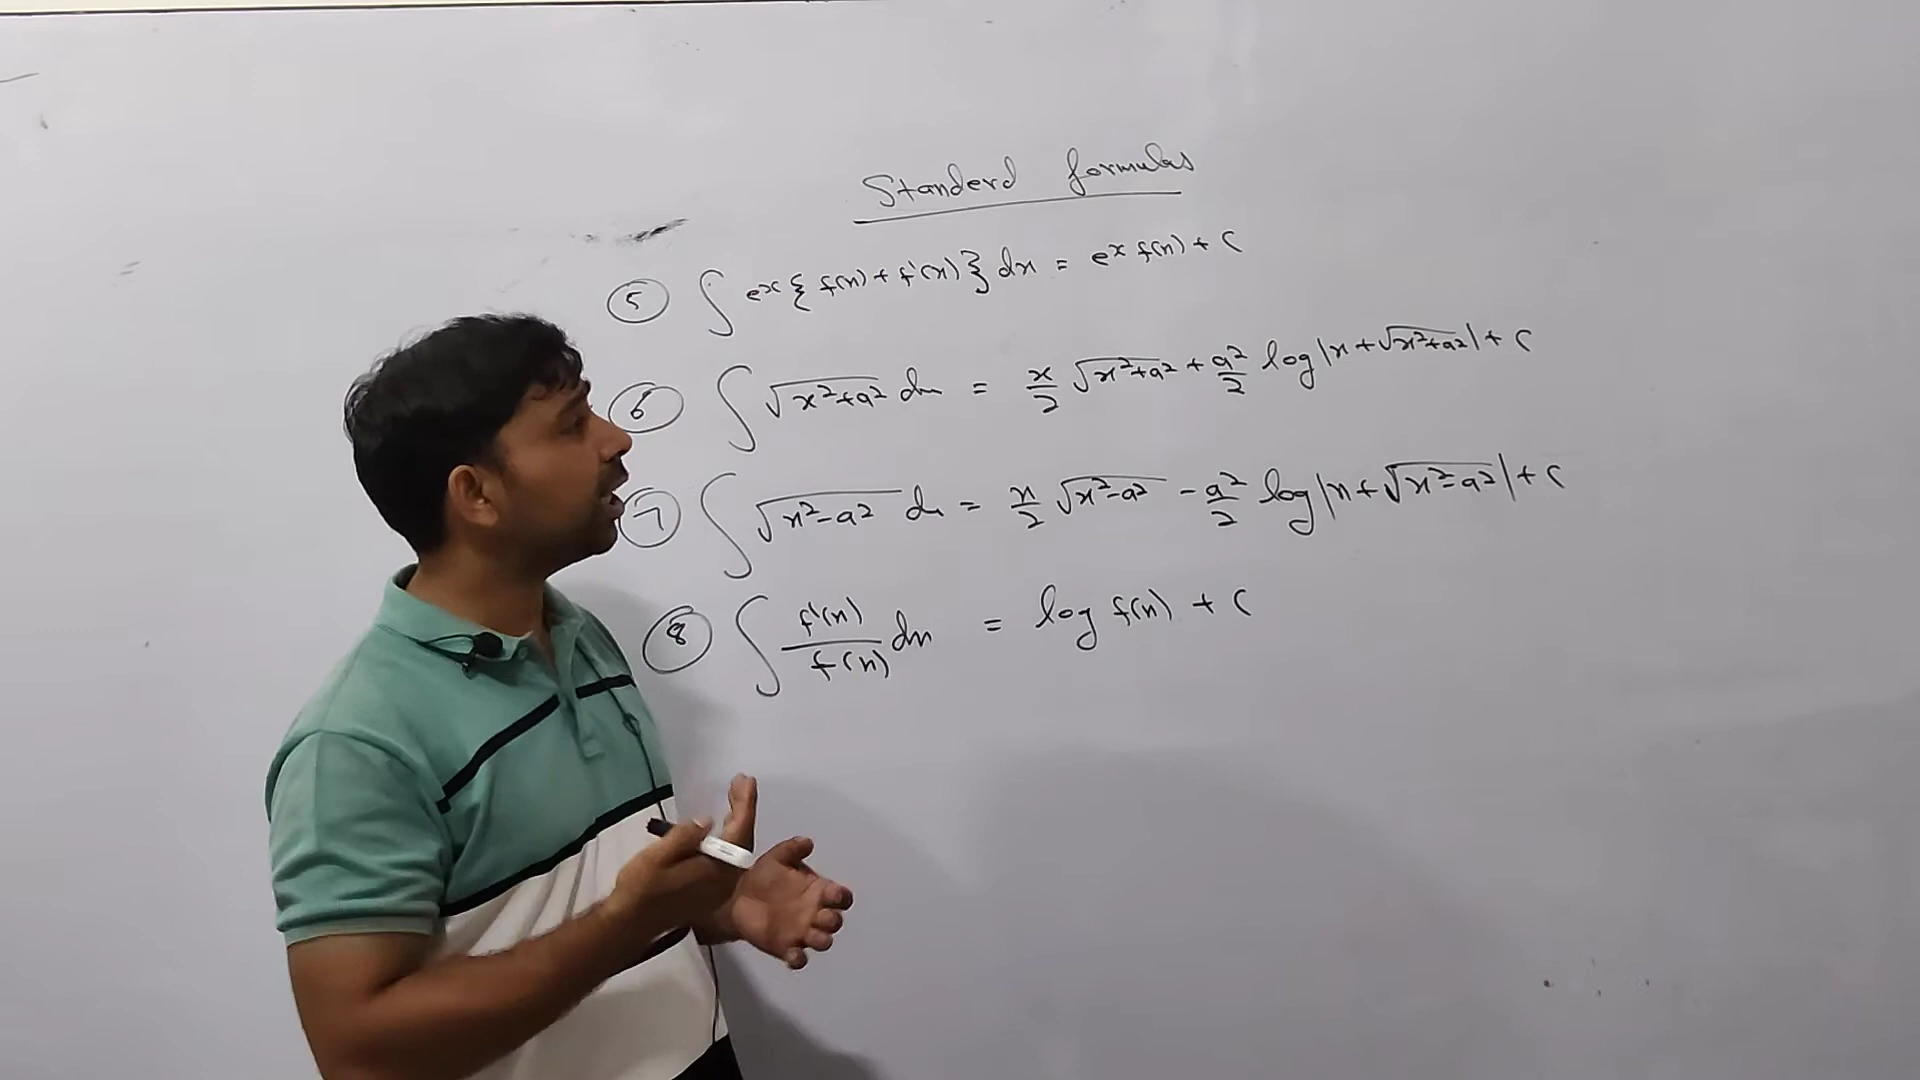 Standerd formulas
⑤ ∫ eˣ{ f(x) + f'(x) } dx = eˣ f(x) + c
⑥ ∫ √(x²+a²) dx = x/2 √(x²+a²) + a²/2 log|x + √(x²+a²)| + c
⑦ ∫ √(x²-a²) dx = x/2 √(x²-a²) - a²/2 log|x + √(x²-a²)| + c
⑧ ∫ f'(x)/f(x) dx = log f(x) + c